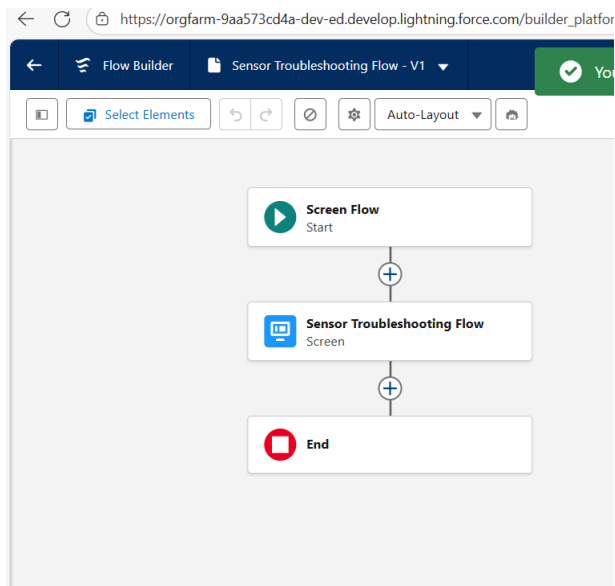 https://orgfarm-9aa573cd4a-dev-ed.develop.lightning.force.com/builder_platfor
Flow Builder
Sensor Troubleshooting Flow - V1
You
Select Elements
Auto-Layout
Screen Flow
Start
Sensor Troubleshooting Flow
Screen
End